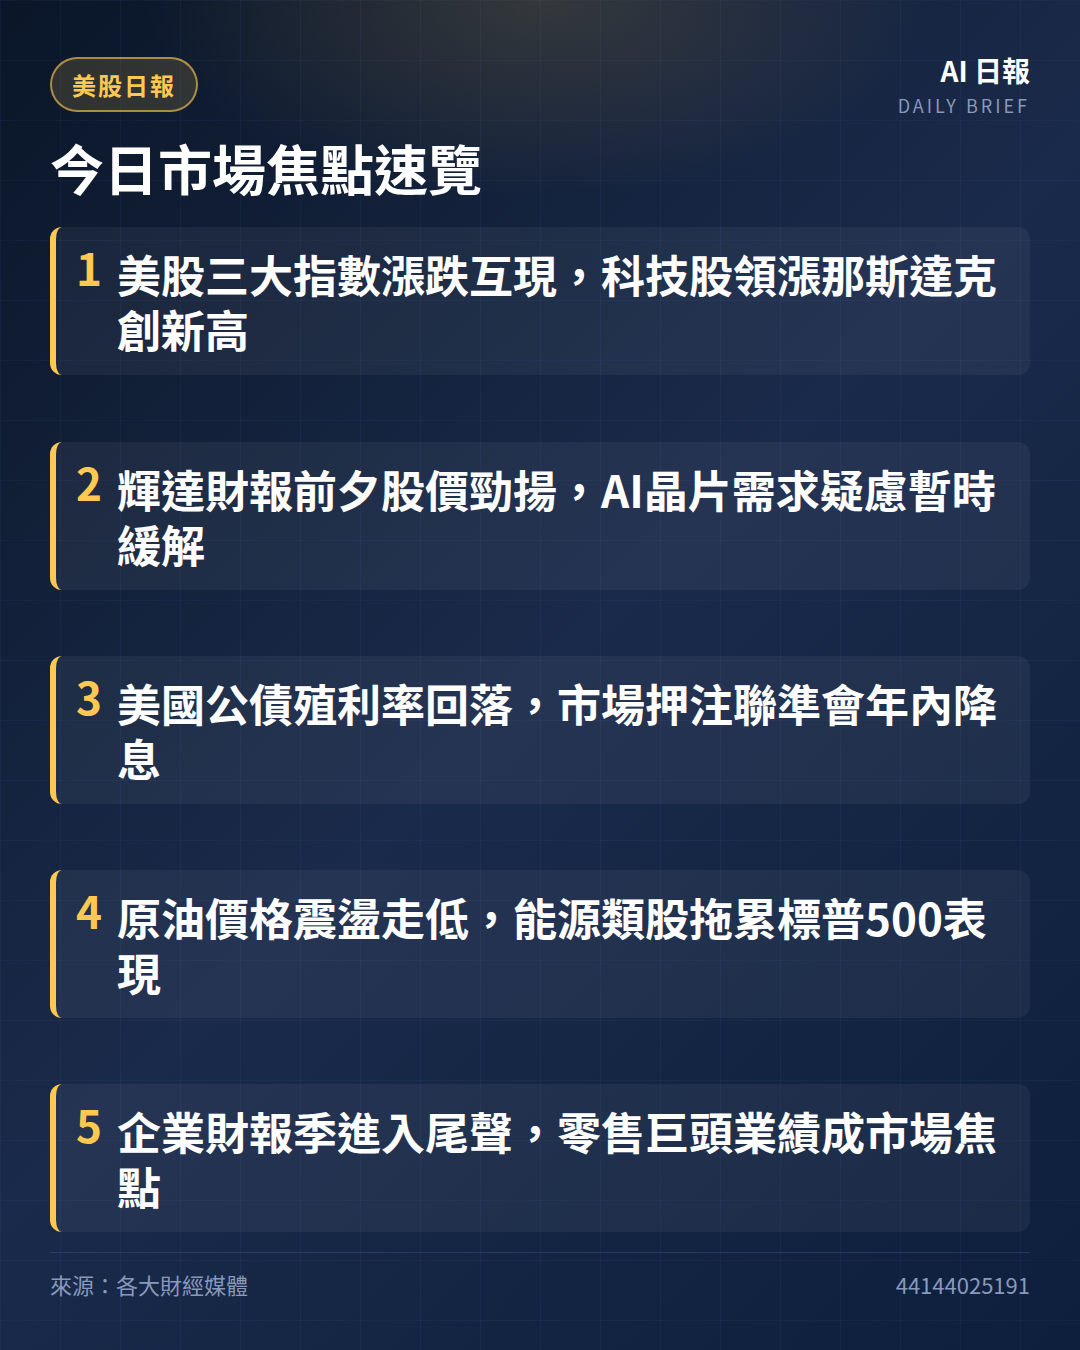 美股日報
AI 日報
DAILY BRIEF
今日市場焦點速覽
1 美股三大指數漲跌互現，科技股領漲那斯達克
創新高
2 輝達財報前夕股價勁揚，AI晶片需求疑慮暫時
緩解
3 美國公債殖利率回落，市場押注聯準會年內降
息
4 原油價格震盪走低，能源類股拖累標普500表
現
5 企業財報季進入尾聲，零售巨頭業績成市場焦
點
來源：各大財經媒體
44144025191